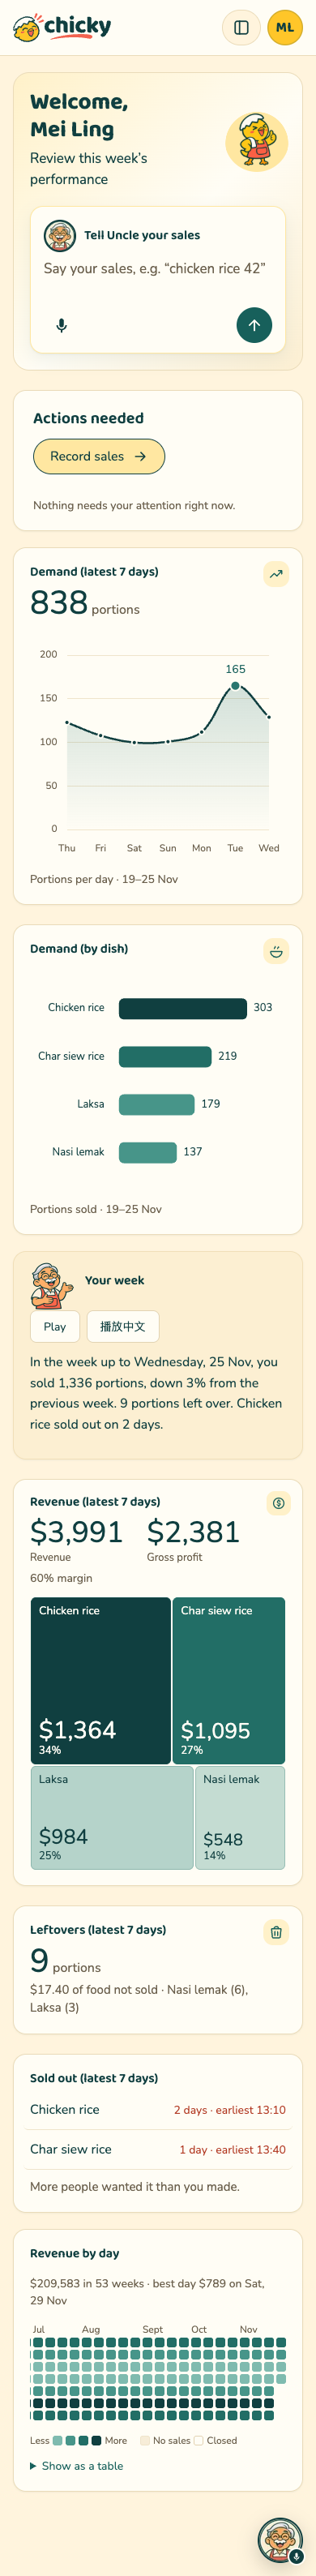 chicky
ML
Welcome,
Mei Ling
Review this week's
performance
Tell Uncle your sales
Say your sales, e.g. “chicken rice 42”
Actions needed
Record sales →
Nothing needs your attention right now.
Demand (latest 7 days)
838 portions
200
165
150
100
50
0
Thu Fri Sat Sun Mon Tue Wed
Portions per day · 19–25 Nov
Demand (by dish)
Chicken rice 303
Char siew rice 219
Laksa 179
Nasi lemak 137
Portions sold · 19–25 Nov
Your week
Play 播放中文
In the week up to Wednesday, 25 Nov, you
sold 1,336 portions, down 3% from the
previous week. 9 portions left over. Chicken
rice sold out on 2 days.
Revenue (latest 7 days)
$3,991 $2,381
Revenue Gross profit
60% margin
Chicken rice Char siew rice
$1,364 $1,095
34% 27%
Laksa Nasi lemak
$984 $548
25% 14%
Leftovers (latest 7 days)
9 portions
$17.40 of food not sold · Nasi lemak (6),
Laksa (3)
Sold out (latest 7 days)
Chicken rice 2 days · earliest 13:10
Char siew rice 1 day · earliest 13:40
More people wanted it than you made.
Revenue by day
$209,583 in 53 weeks · best day $789 on Sat,
29 Nov
Jul Aug Sept Oct Nov
Less More No sales Closed
Show as a table